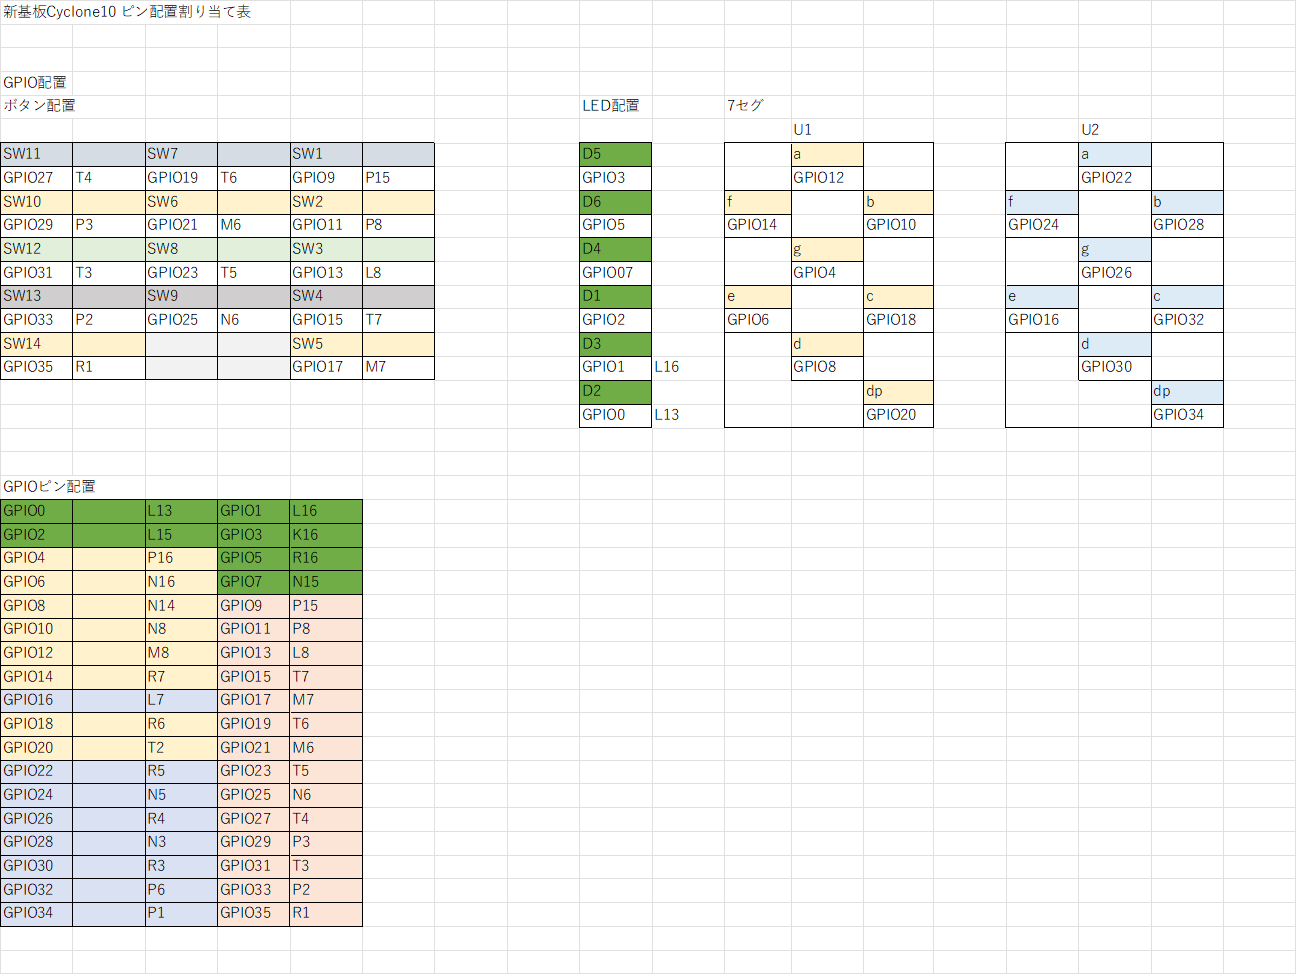 新基板Cyclone10 ピン配置割り当て表
GPIO配置
ボタン配置 LED配置 7セグ
U1 U2
SW11 SW7 SW1 D5 a a
GPIO27 T4 GPIO19 T6 GPIO9 P15 GPIO3 GPIO12 GPIO22
SW10 SW6 SW2 D6 f b f b
GPIO29 P3 GPIO21 M6 GPIO11 P8 GPIO5 GPIO14 GPIO10 GPIO24 GPIO28
SW12 SW8 SW3 D4 g g
GPIO31 T3 GPIO23 T5 GPIO13 L8 GPIO07 GPIO4 GPIO26
SW13 SW9 SW4 D1 e c e c
GPIO33 P2 GPIO25 N6 GPIO15 T7 GPIO2 GPIO6 GPIO18 GPIO16 GPIO32
SW14 SW5 D3 d d
GPIO35 R1 GPIO17 M7 GPIO1 L16 GPIO8 GPIO30
D2 dp dp
GPIO0 L13 GPIO20 GPIO34
GPIOピン配置
GPIO0 L13 GPIO1 L16
GPIO2 L15 GPIO3 K16
GPIO4 P16 GPIO5 R16
GPIO6 N16 GPIO7 N15
GPIO8 N14 GPIO9 P15
GPIO10 N8 GPIO11 P8
GPIO12 M8 GPIO13 L8
GPIO14 R7 GPIO15 T7
GPIO16 L7 GPIO17 M7
GPIO18 R6 GPIO19 T6
GPIO20 T2 GPIO21 M6
GPIO22 R5 GPIO23 T5
GPIO24 N5 GPIO25 N6
GPIO26 R4 GPIO27 T4
GPIO28 N3 GPIO29 P3
GPIO30 R3 GPIO31 T3
GPIO32 P6 GPIO33 P2
GPIO34 P1 GPIO35 R1